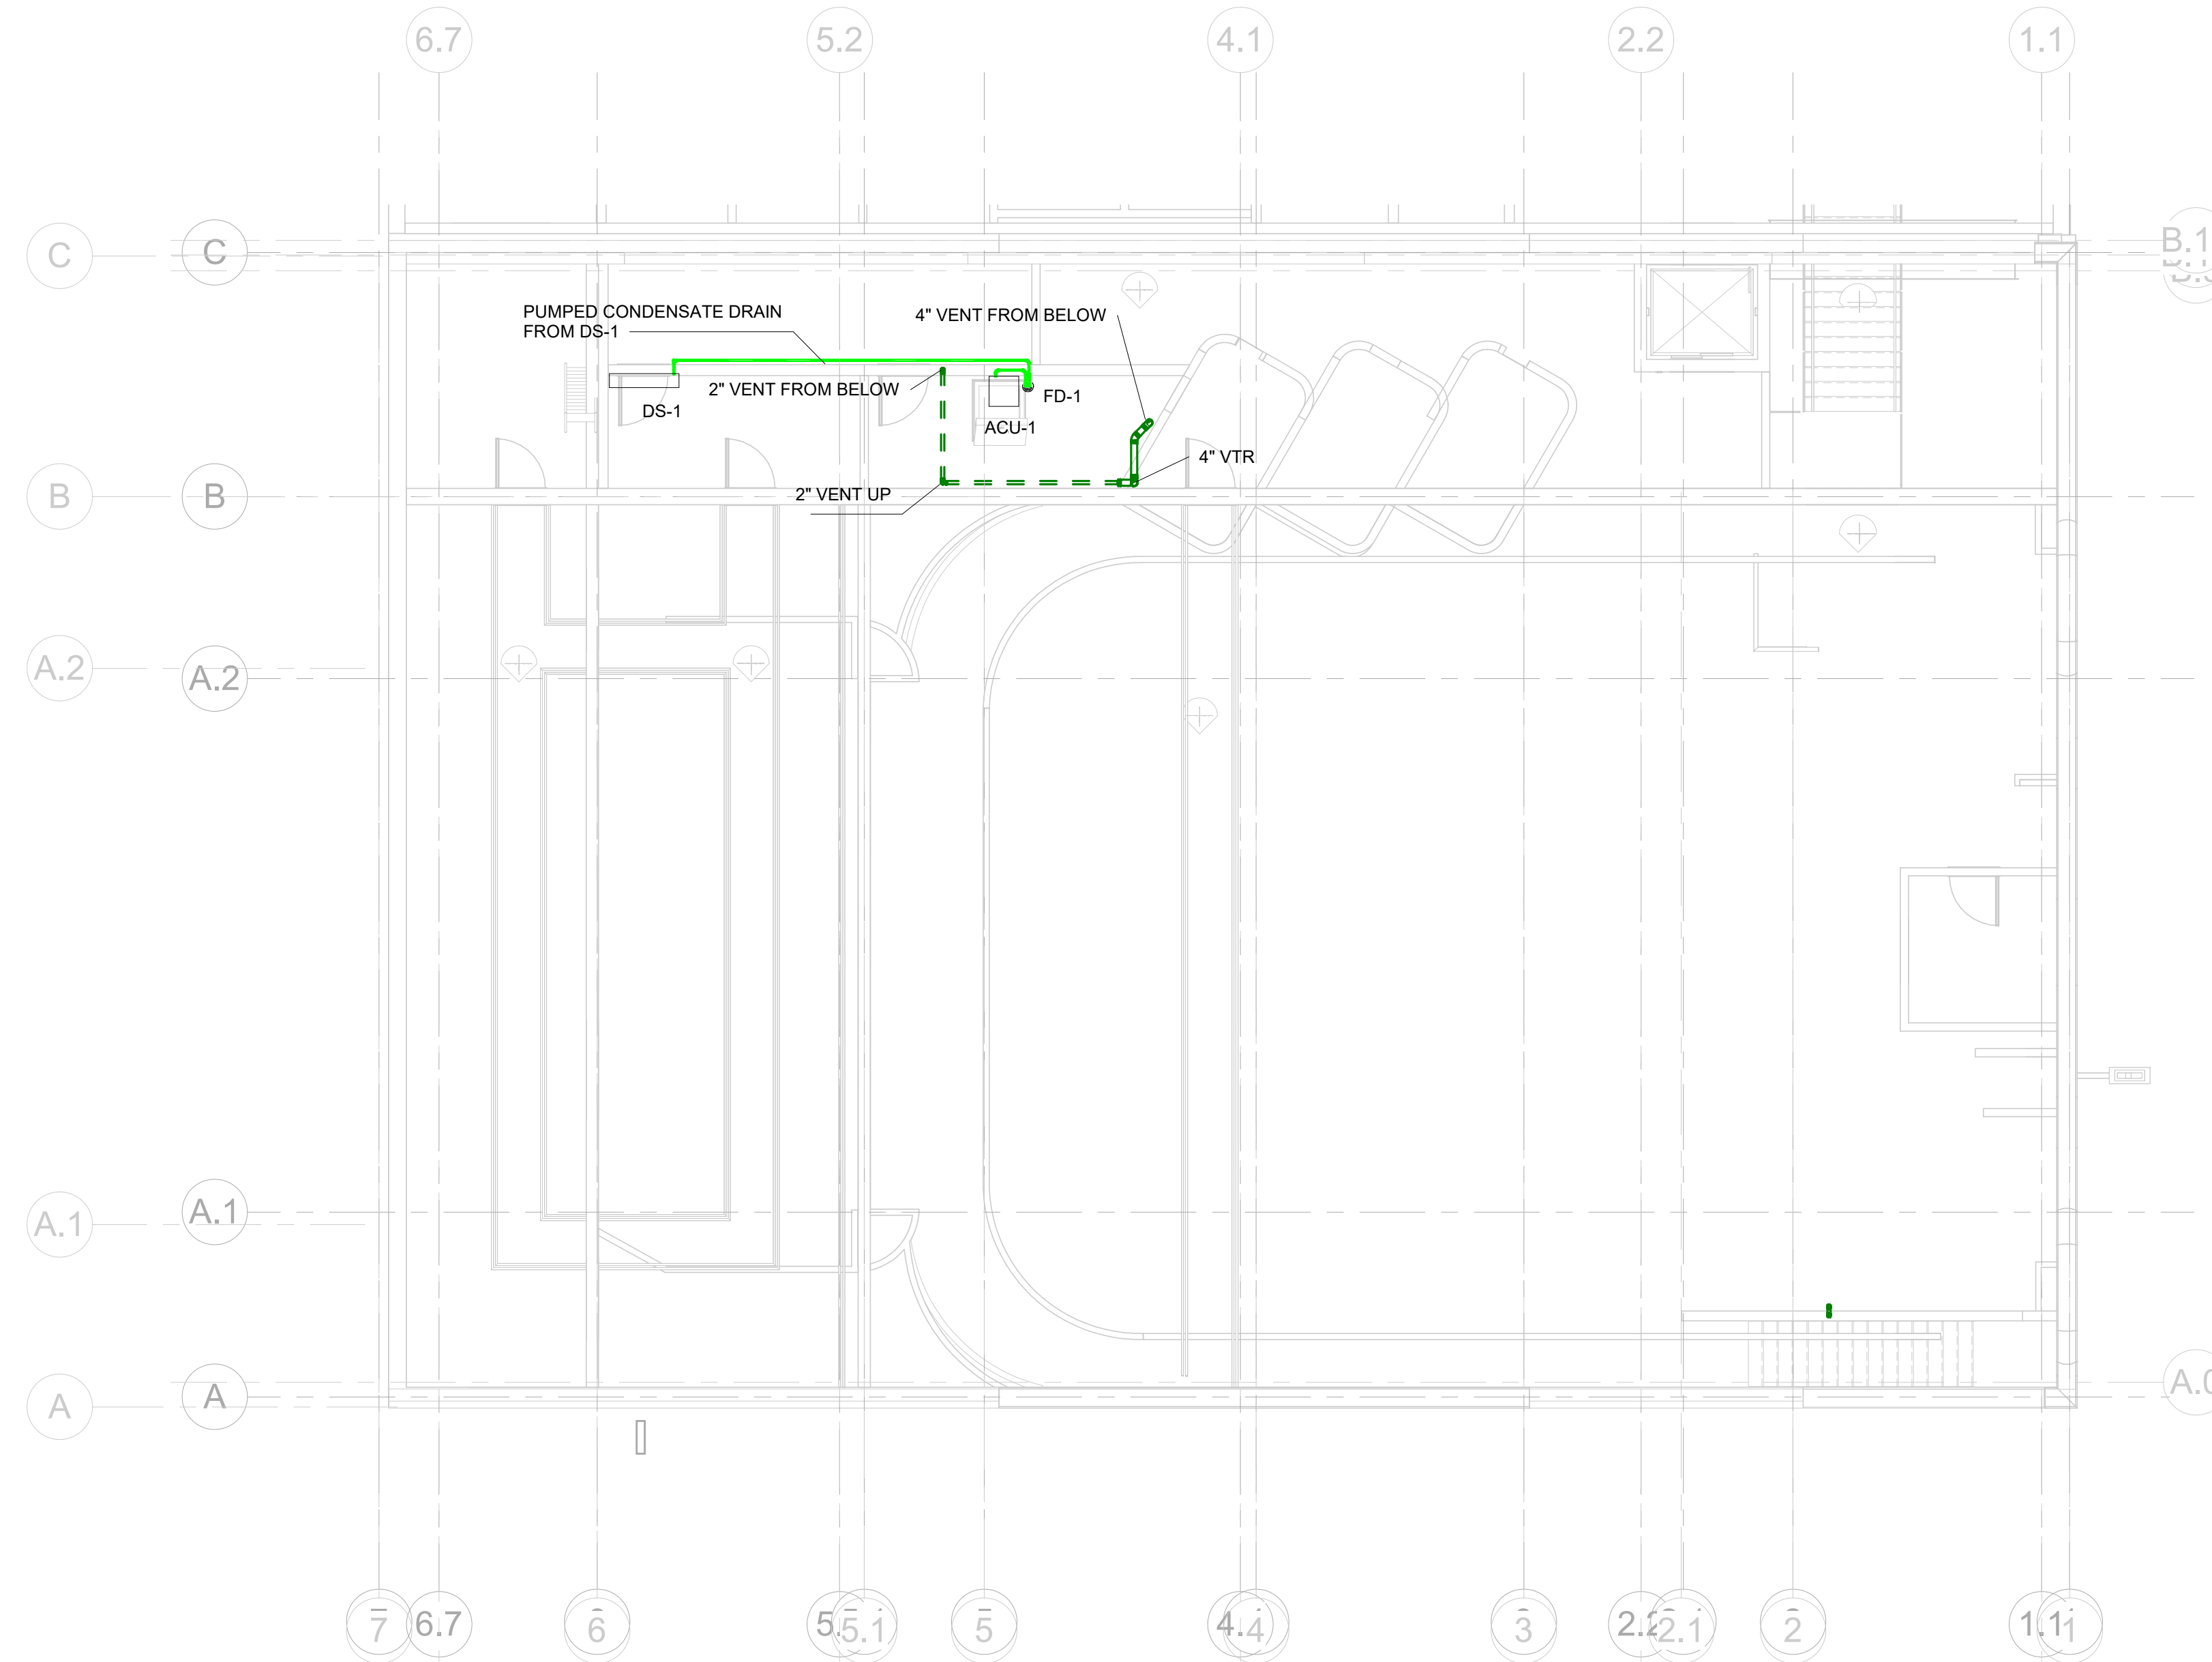 6.7
5.2
4.1
2.2
1.1
C
C
B.1
PUMPED CONDENSATE DRAIN
FROM DS-1
4" VENT FROM BELOW
2" VENT FROM BELOW
DS-1
FD-1
ACU-1
4" VTR
2" VENT UP
B
B
A.2
A.2
A.1
A.1
A
A
7
6.7
6
5.1
5
4
3
2.1
2
1.1
1